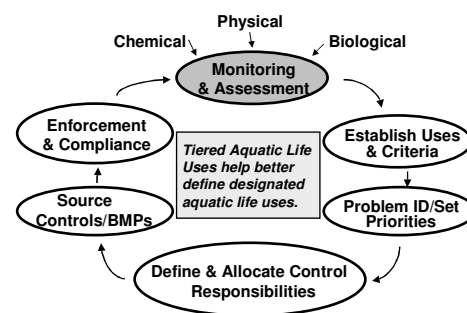 Physical
Chemical
Biological
Monitoring
& Assessment
Establish Uses
& Criteria
Problem ID/Set
Priorities
Define & Allocate Control
Responsibilities
Source
Controls/BMPs
Enforcement
& Compliance
Tiered Aquatic Life
Uses help better
define designated
aquatic life uses.